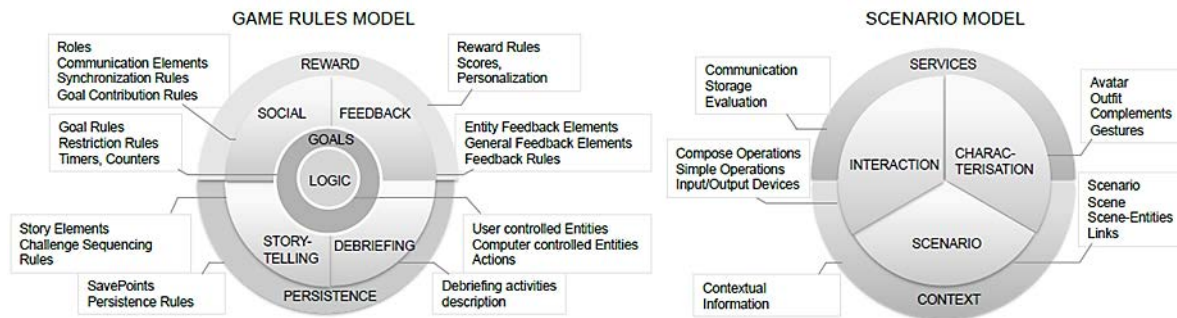 GAME RULES MODEL
Roles
Communication Elements
Synchronization Rules
Goal Contribution Rules
REWARD
Reward Rules
Scores,
Personalization
SOCIAL
FEEDBACK
Goal Rules
Restriction Rules
Timers, Counters
GOALS
LOGIC
Entity Feedback Elements
General Feedback Elements
Feedback Rules
Story Elements
Challenge Sequencing
Rules
STORY-
TELLING
DEBRIEFING
User controlled Entities
Computer controlled Entities
Actions
SavePoints
Persistence Rules
PERSISTENCE
Debriefing activities
description
SCENARIO MODEL
Communication
Storage
Evaluation
SERVICES
Avatar
Outfit
Complements
Gestures
Compose Operations
Simple Operations
Input/Output Devices
INTERACTION
CHARAC-
TERISATION
Scenario
Scene
Scene-Entities
Links
SCENARIO
Contextual
Information
CONTEXT